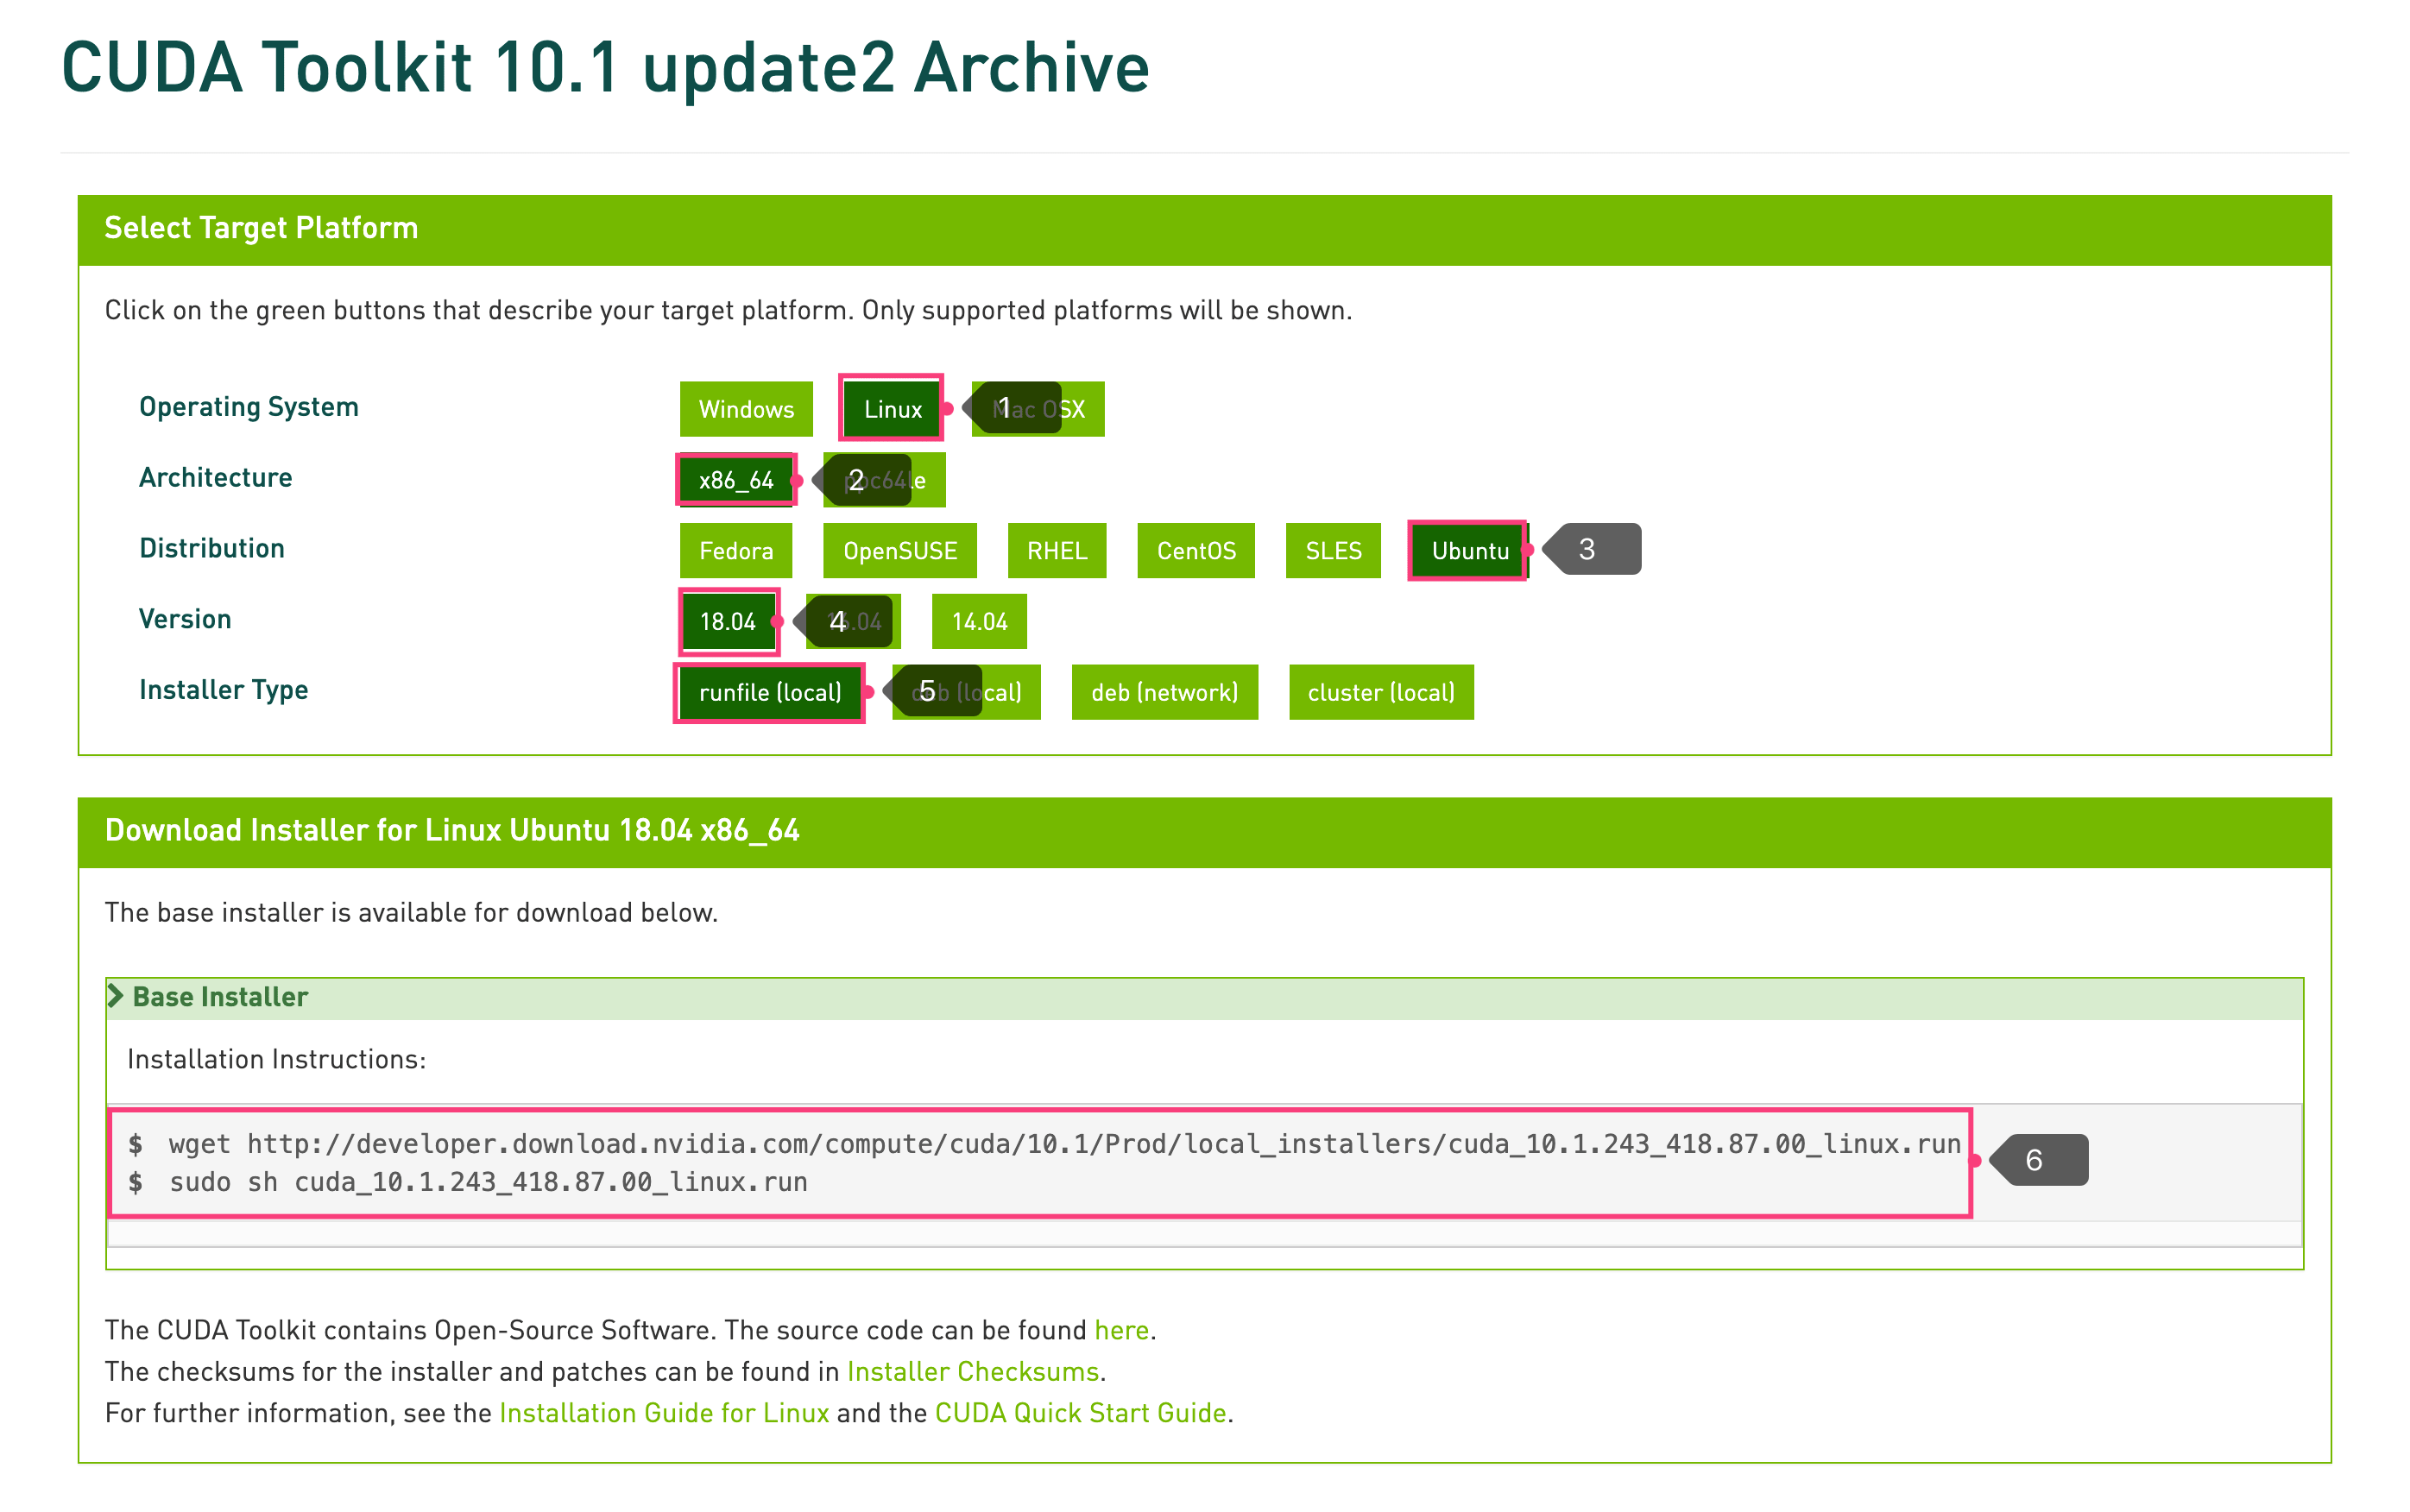 CUDA Toolkit 10.1 update2 Archive
Select Target Platform
Click on the green buttons that describe your target platform. Only supported platforms will be shown.
Operating System
Windows
Linux
1
Mac OSX
Architecture
x86_64
2
ppc64le
Distribution
Fedora
OpenSUSE
RHEL
CentOS
SLES
Ubuntu
3
Version
18.04
4
16.04
14.04
Installer Type
runfile (local)
5
deb (local)
deb (network)
cluster (local)
Download Installer for Linux Ubuntu 18.04 x86_64
The base installer is available for download below.
Base Installer
Installation Instructions:
$ wget http://developer.download.nvidia.com/compute/cuda/10.1/Prod/local_installers/cuda_10.1.243_418.87.00_linux.run
$ sudo sh cuda_10.1.243_418.87.00_linux.run
6
The CUDA Toolkit contains Open-Source Software. The source code can be found here.
The checksums for the installer and patches can be found in Installer Checksums.
For further information, see the Installation Guide for Linux and the CUDA Quick Start Guide.